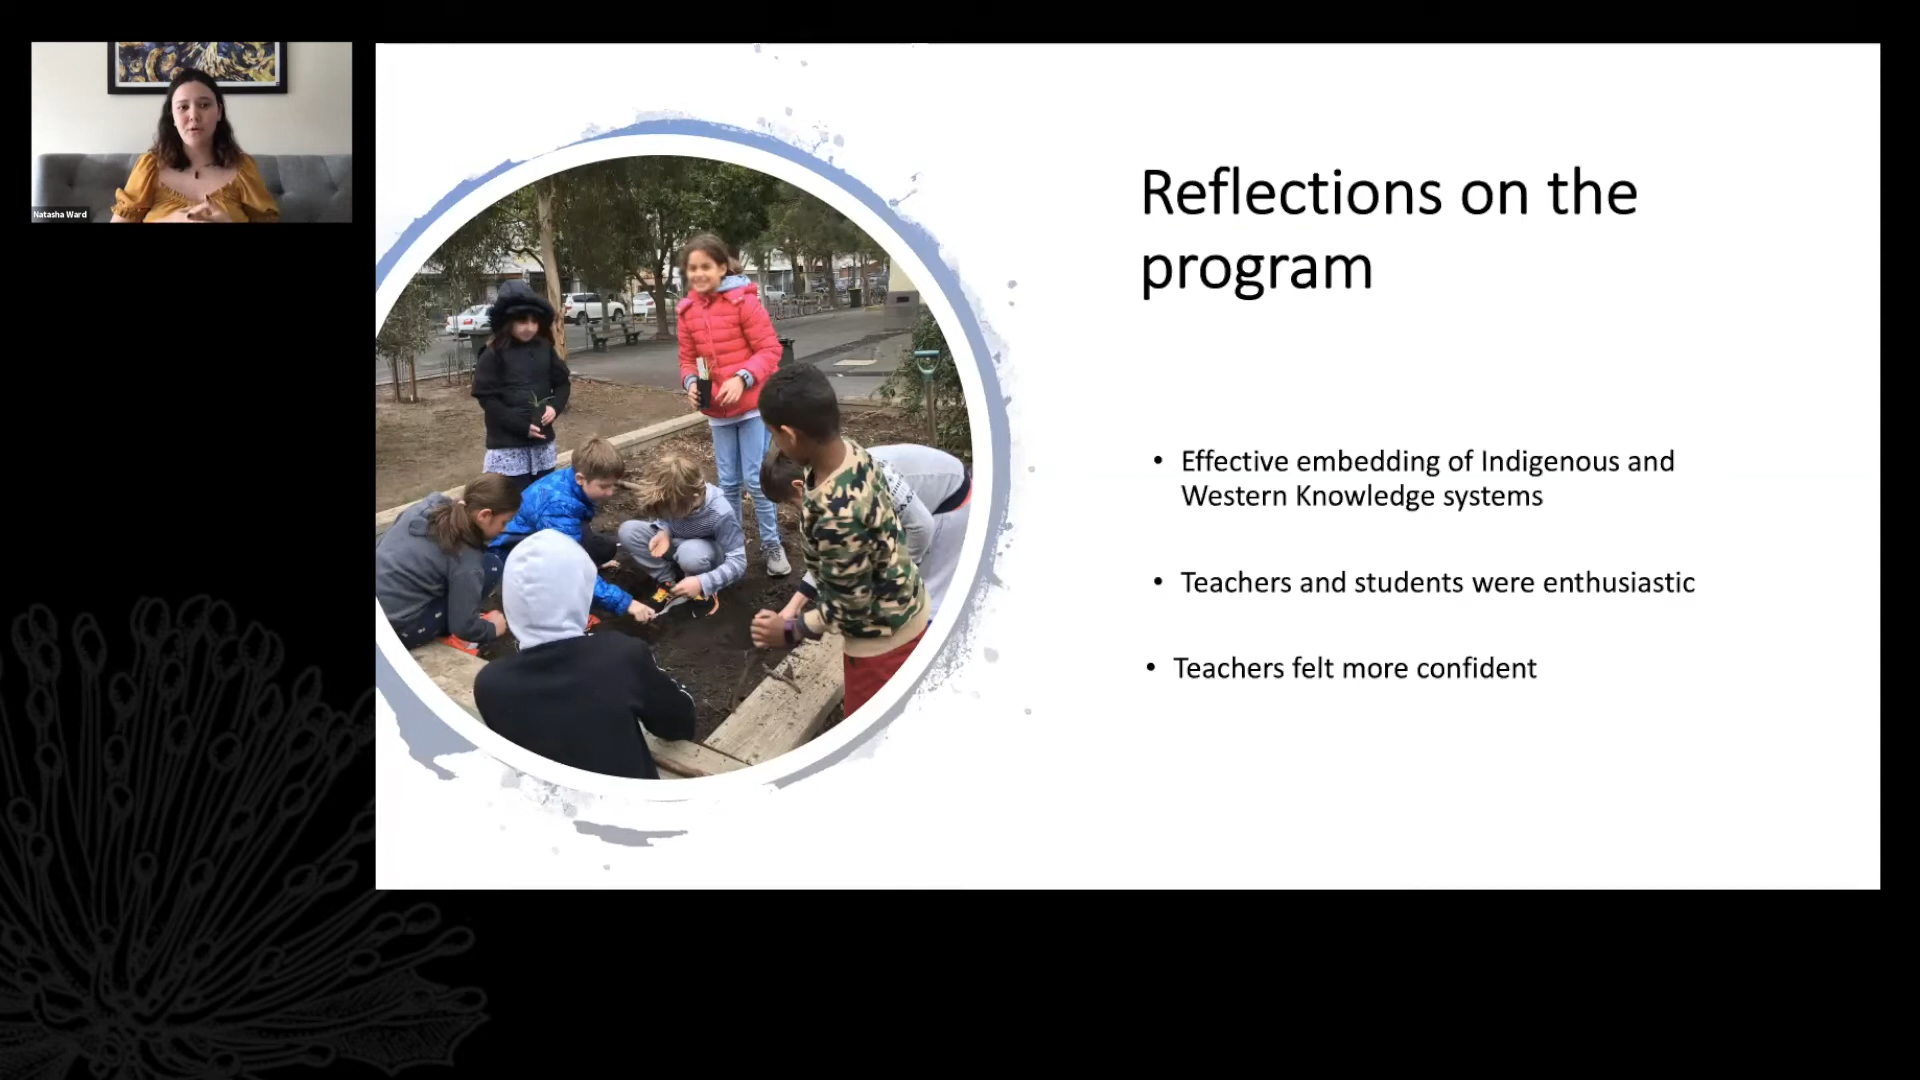 Natasha Ward
Reflections on the
program
• Effective embedding of Indigenous and
Western Knowledge systems
• Teachers and students were enthusiastic
• Teachers felt more confident